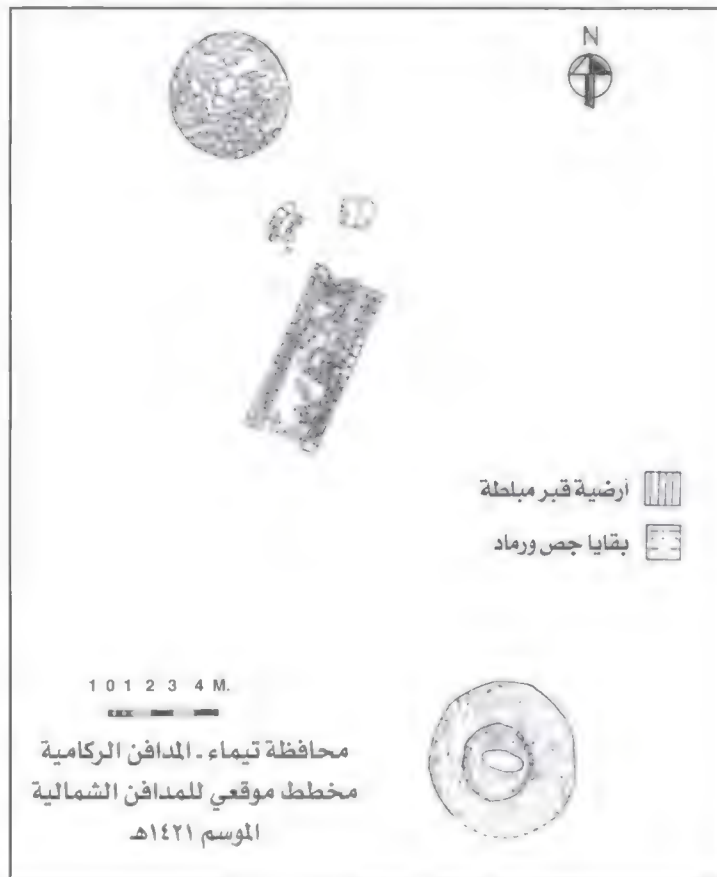 N
أرضية قبر مبلطة
بقايا جص ورماد
1 0 1 2 3 4 M.
محافظة تيماء ـ المدافن الركامية
مخطط موقعي للمدافن الشمالية
الموسم ١٤٢١هـ